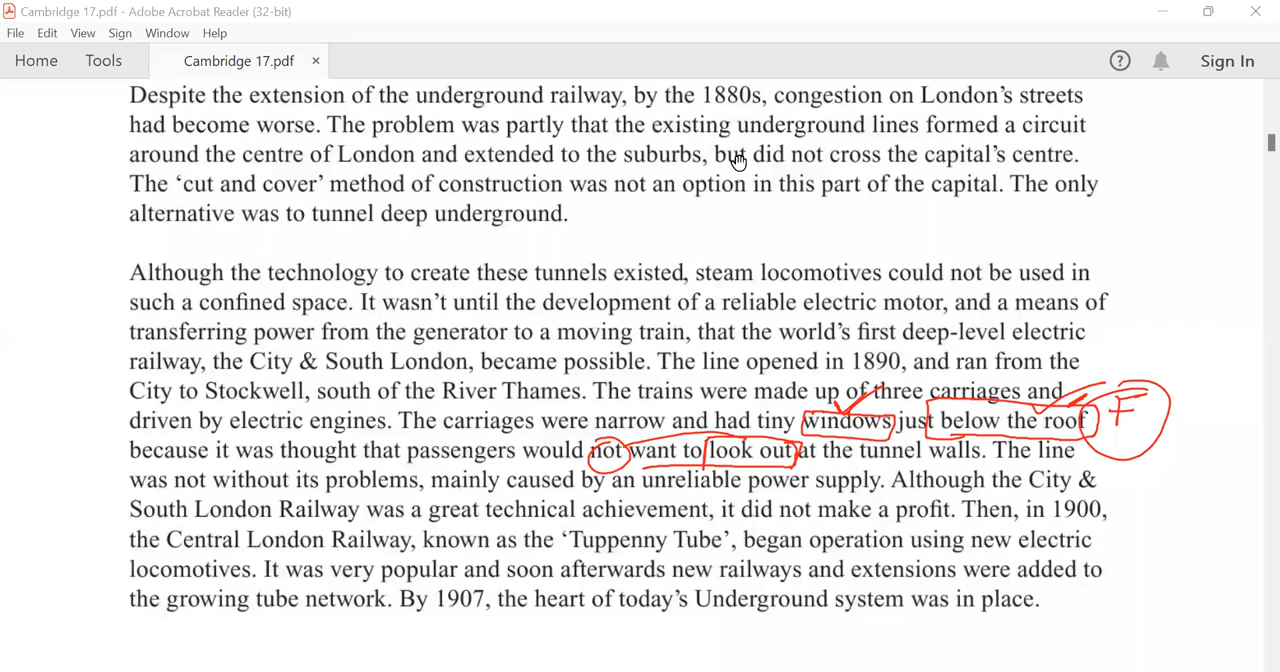 Cambridge 17.pdf - Adobe Acrobat Reader (32-bit)
File Edit View Sign Window Help
Home Tools Cambridge 17.pdf × ? Sign In
Despite the extension of the underground railway, by the 1880s, congestion on London’s streets
had become worse. The problem was partly that the existing underground lines formed a circuit
around the centre of London and extended to the suburbs, but did not cross the capital’s centre.
The ‘cut and cover’ method of construction was not an option in this part of the capital. The only
alternative was to tunnel deep underground.
Although the technology to create these tunnels existed, steam locomotives could not be used in
such a confined space. It wasn’t until the development of a reliable electric motor, and a means of
transferring power from the generator to a moving train, that the world’s first deep-level electric
railway, the City & South London, became possible. The line opened in 1890, and ran from the
City to Stockwell, south of the River Thames. The trains were made up of three carriages and
driven by electric engines. The carriages were narrow and had tiny windows just below the roof F
because it was thought that passengers would not want to look out at the tunnel walls. The line
was not without its problems, mainly caused by an unreliable power supply. Although the City &
South London Railway was a great technical achievement, it did not make a profit. Then, in 1900,
the Central London Railway, known as the ‘Tuppenny Tube’, began operation using new electric
locomotives. It was very popular and soon afterwards new railways and extensions were added to
the growing tube network. By 1907, the heart of today’s Underground system was in place.